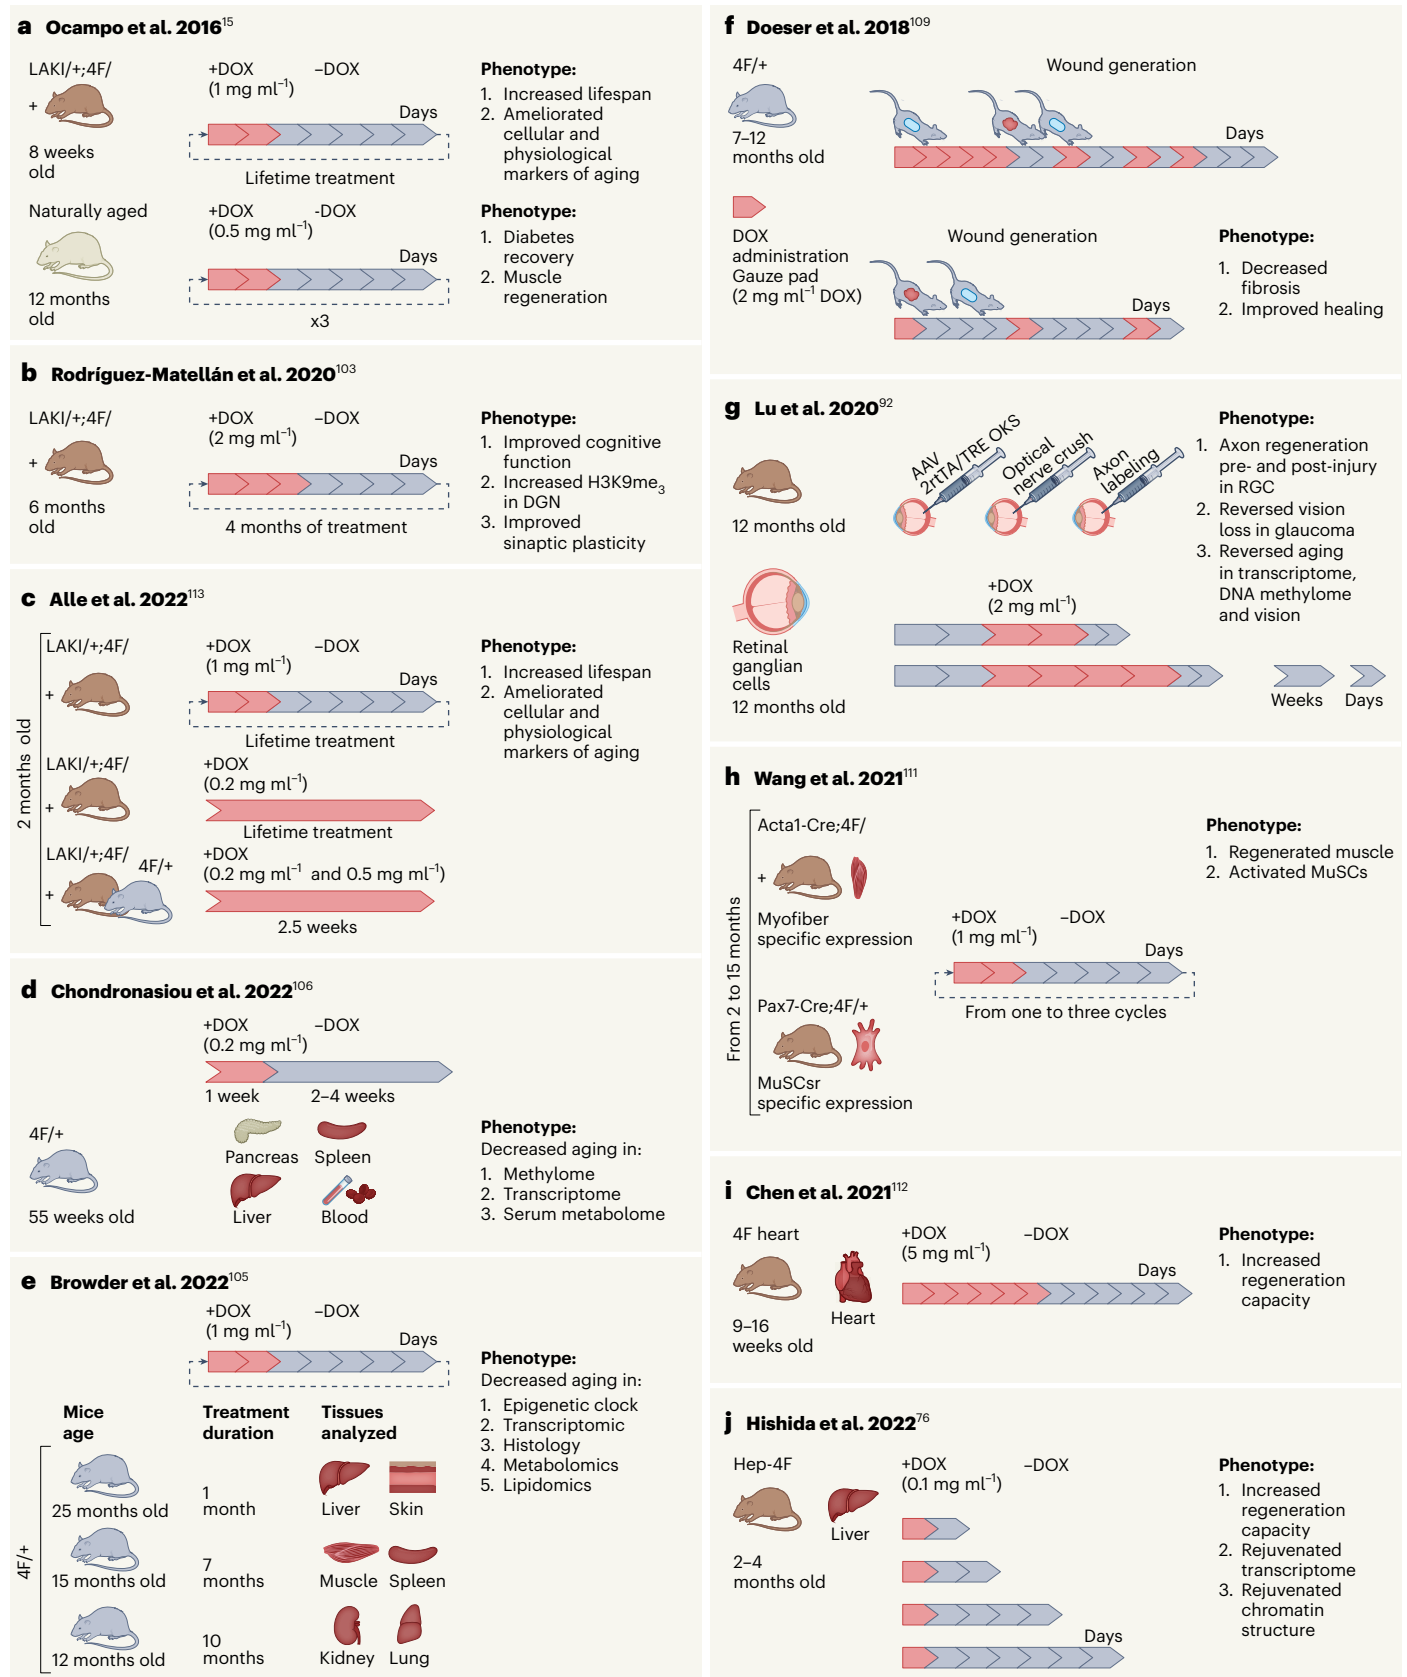 a Ocampo et al. 2016¹⁵
LAKI/+;4F/
+
8 weeks
old
+DOX
(1 mg ml⁻¹)
–DOX
Days
Lifetime treatment
Phenotype:
1. Increased lifespan
2. Ameliorated
cellular and
physiological
markers of aging
Naturally aged
12 months
old
+DOX
(0.5 mg ml⁻¹)
-DOX
Days
x3
Phenotype:
1. Diabetes
recovery
2. Muscle
regeneration
b Rodríguez-Matellán et al. 2020¹⁰³
LAKI/+;4F/
+
6 months
old
+DOX
(2 mg ml⁻¹)
–DOX
Days
4 months of treatment
Phenotype:
1. Improved cognitive
function
2. Increased H3K9me₃
in DGN
3. Improved
sinaptic plasticity
c Alle et al. 2022¹¹³
2 months old
LAKI/+;4F/
+
+DOX
(1 mg ml⁻¹)
–DOX
Days
Lifetime treatment
Phenotype:
1. Increased lifespan
2. Ameliorated
cellular and
physiological
markers of aging
LAKI/+;4F/
+
+DOX
(0.2 mg ml⁻¹)
Lifetime treatment
LAKI/+;4F/
4F/+
+
+DOX
(0.2 mg ml⁻¹ and 0.5 mg ml⁻¹)
2.5 weeks
d Chondronasiou et al. 2022¹⁰⁶
+DOX
(0.2 mg ml⁻¹)
–DOX
1 week
2–4 weeks
4F/+
55 weeks old
Pancreas
Spleen
Liver
Blood
Phenotype:
Decreased aging in:
1. Methylome
2. Transcriptome
3. Serum metabolome
e Browder et al. 2022¹⁰⁵
+DOX
(1 mg ml⁻¹)
–DOX
Days
Phenotype:
Decreased aging in:
1. Epigenetic clock
2. Transcriptomic
3. Histology
4. Metabolomics
5. Lipidomics
Mice
age
Treatment
duration
Tissues
analyzed
4F/+
25 months old
1
month
Liver
Skin
15 months old
7
months
Muscle
Spleen
12 months old
10
months
Kidney
Lung
f Doeser et al. 2018¹⁰⁹
4F/+
7–12
months old
Wound generation
Days
DOX
administration
Gauze pad
(2 mg ml⁻¹ DOX)
Wound generation
Days
Phenotype:
1. Decreased
fibrosis
2. Improved healing
g Lu et al. 2020⁹²
12 months old
AAV
2rtTA/TRE OKS
Optical
nerve crush
Axon
labeling
Retinal
ganglian
cells
12 months old
+DOX
(2 mg ml⁻¹)
Weeks
Days
Phenotype:
1. Axon regeneration
pre- and post-injury
in RGC
2. Reversed vision
loss in glaucoma
3. Reversed aging
in transcriptome,
DNA methylome
and vision
h Wang et al. 2021¹¹¹
From 2 to 15 months
Acta1-Cre;4F/
+
Myofiber
specific expression
Pax7-Cre;4F/+
MuSCsr
specific expression
+DOX
(1 mg ml⁻¹)
–DOX
Days
From one to three cycles
Phenotype:
1. Regenerated muscle
2. Activated MuSCs
i Chen et al. 2021¹¹²
4F heart
9–16
weeks old
Heart
+DOX
(5 mg ml⁻¹)
–DOX
Days
Phenotype:
1. Increased
regeneration
capacity
j Hishida et al. 2022⁷⁶
Hep-4F
2–4
months old
Liver
+DOX
(0.1 mg ml⁻¹)
–DOX
Days
Phenotype:
1. Increased
regeneration
capacity
2. Rejuvenated
transcriptome
3. Rejuvenated
chromatin
structure